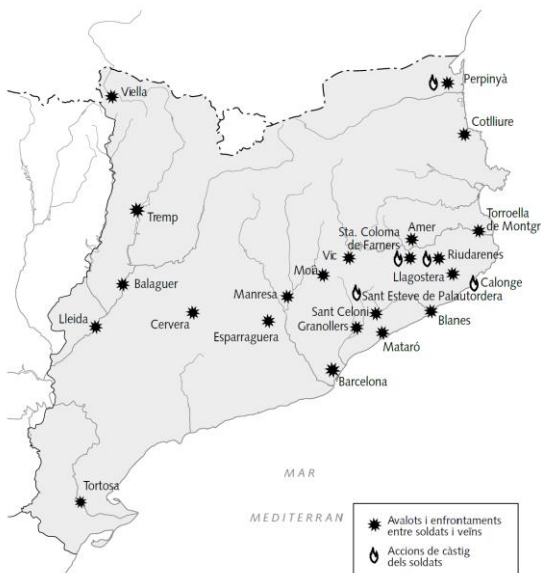 Viella
Perpinyà
Cotlliure
Tremp
Torroella
de Montgr
Sta. Coloma
de Farners
Amer
Vic
Riudarenes
Moià
Llagostera
Calonge
Balaguer
Manresa
Sant Esteve de Palautordera
Lleida
Cervera
Esparraguera
Sant Celoni
Granollers
Blanes
Mataró
Barcelona
Tortosa
MAR
MEDITERRAN
Avalots i enfrontaments
entre soldats i veïns
Accions de càstig
dels soldats